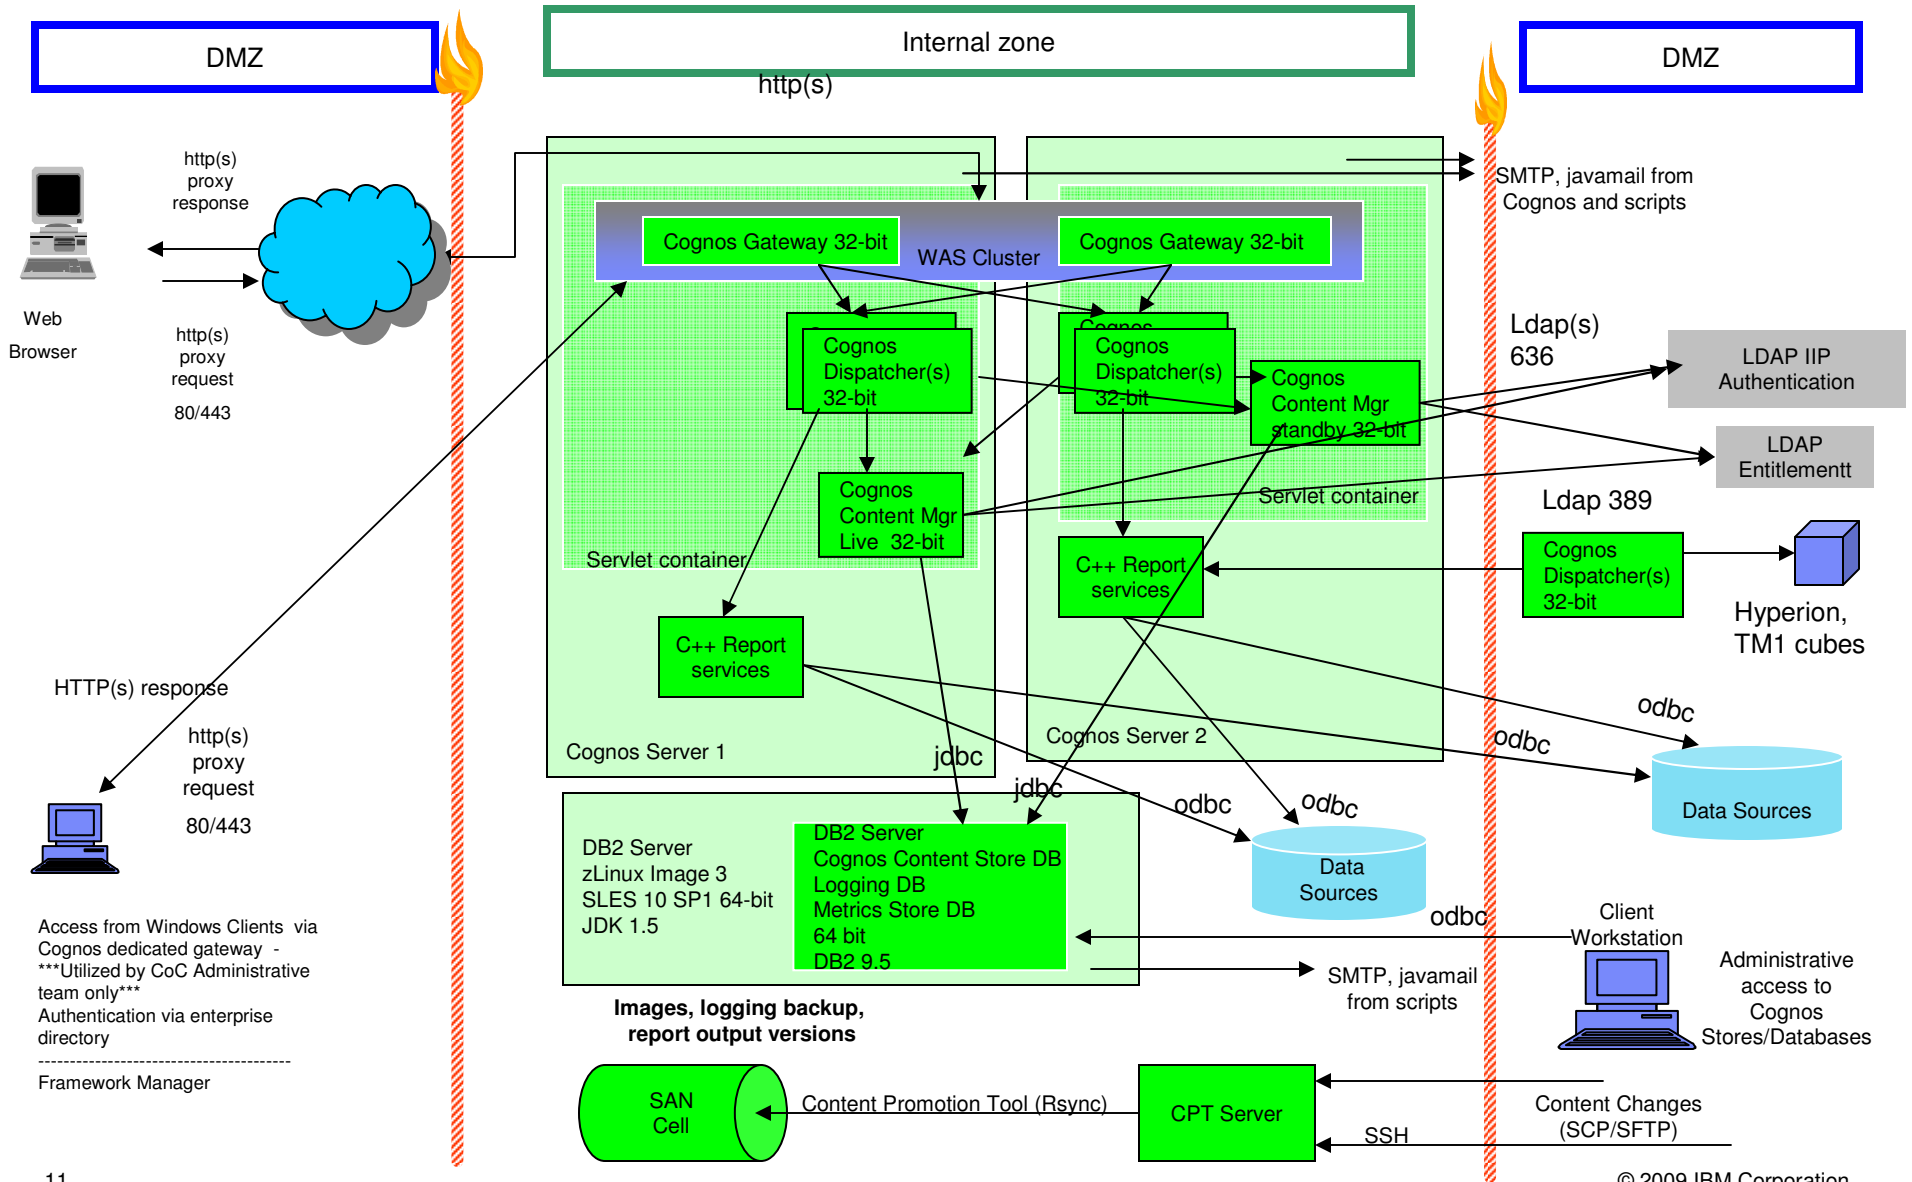 DMZ
Internal zone
DMZ
http(s)
http(s)
proxy
response
Web
Browser
http(s)
proxy
request
80/443
HTTP(s) response
http(s)
proxy
request
80/443
Access from Windows Clients via
Cognos dedicated gateway -
***Utilized by CoC Administrative
team only***
Authentication via enterprise
directory
----------------------------------------
Framework Manager
11
Cognos Gateway 32-bit
WAS Cluster
Cognos Gateway 32-bit
Cognos
Dispatcher(s)
32-bit
Cognos
Cognos
Dispatcher(s)
32-bit
Cognos
Content Mgr
standby 32-bit
Cognos
Content Mgr
Live 32-bit
Servlet container
Servlet container
C++ Report
services
C++ Report
services
Cognos Server 1
Cognos Server 2
jdbc
jdbc
odbc
odbc
DB2 Server
zLinux Image 3
SLES 10 SP1 64-bit
JDK 1.5
DB2 Server
Cognos Content Store DB
Logging DB
Metrics Store DB
64 bit
DB2 9.5
Data
Sources
Images, logging backup,
report output versions
SAN
Cell
Content Promotion Tool (Rsync)
CPT Server
SSH
SMTP, javamail from
Cognos and scripts
Ldap(s)
636
LDAP IIP
Authentication
LDAP
Entitlementt
Ldap 389
Cognos
Dispatcher(s)
32-bit
Hyperion,
TM1 cubes
odbc
odbc
Data Sources
odbc
Client
Workstation
Administrative
access to
Cognos
Stores/Databases
SMTP, javamail
from scripts
Content Changes
(SCP/SFTP)
© 2009 IBM Corporation